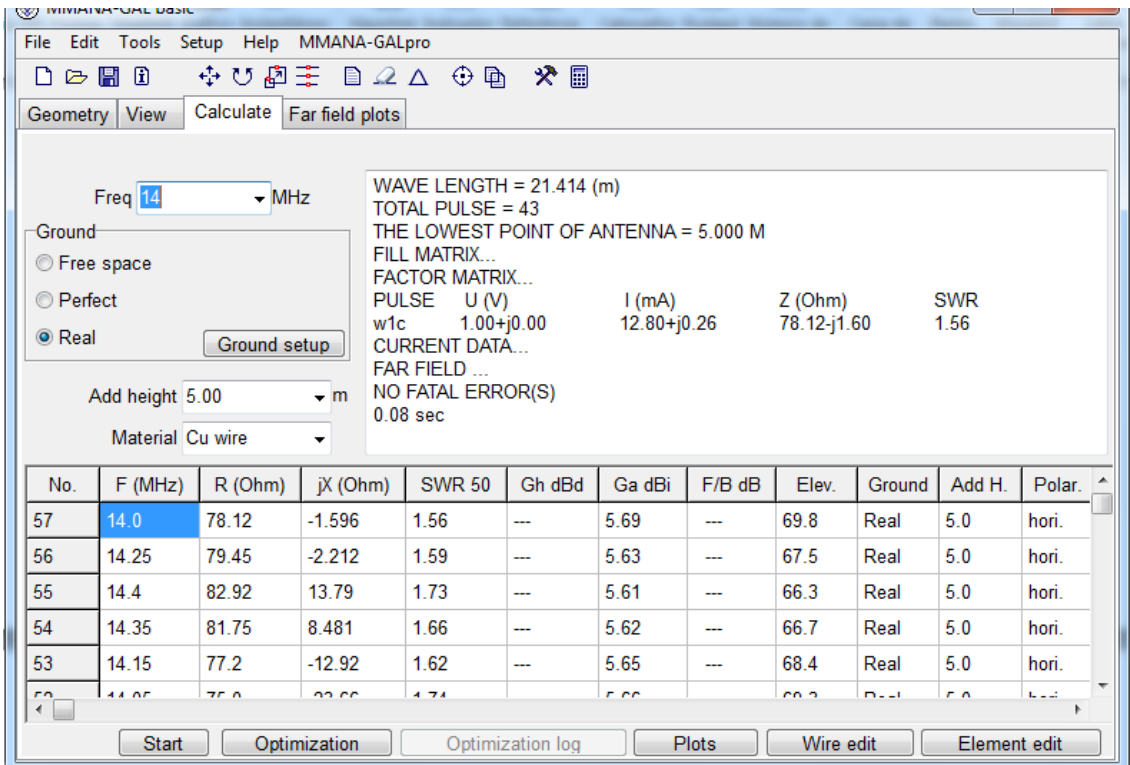 MMANA-GAL basic
File Edit Tools Setup Help MMANA-GALpro
Geometry View Calculate Far field plots
Freq 14 MHz
Ground
Free space
Perfect
Real
Ground setup
Add height 5.00 m
Material Cu wire
WAVE LENGTH = 21.414 (m)
TOTAL PULSE = 43
THE LOWEST POINT OF ANTENNA = 5.000 M
FILL MATRIX...
FACTOR MATRIX...
PULSE U (V) I (mA) Z (Ohm) SWR
w1c 1.00+j0.00 12.80+j0.26 78.12-j1.60 1.56
CURRENT DATA...
FAR FIELD ...
NO FATAL ERROR(S)
0.08 sec
No. F (MHz) R (Ohm) jX (Ohm) SWR 50 Gh dBd Ga dBi F/B dB Elev. Ground Add H. Polar.
57 14.0 78.12 -1.596 1.56 --- 5.69 --- 69.8 Real 5.0 hori.
56 14.25 79.45 -2.212 1.59 --- 5.63 --- 67.5 Real 5.0 hori.
55 14.4 82.92 13.79 1.73 --- 5.61 --- 66.3 Real 5.0 hori.
54 14.35 81.75 8.481 1.66 --- 5.62 --- 66.7 Real 5.0 hori.
53 14.15 77.2 -12.92 1.62 --- 5.65 --- 68.4 Real 5.0 hori.
Start Optimization Optimization log Plots Wire edit Element edit